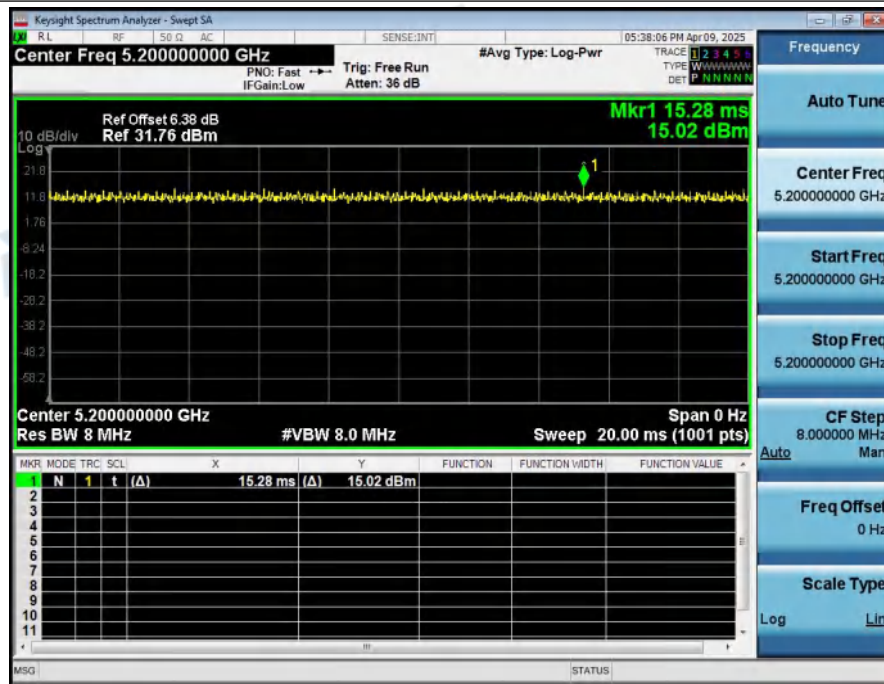 Keysight Spectrum Analyzer - Swept SA
RL RF 50 Ω AC SENSE:INT 05:38:06 PM Apr 09, 2025
Center Freq 5.200000000 GHz
PNO: Fast
IFGain:Low
Trig: Free Run
Atten: 36 dB
#Avg Type: Log-Pwr
TRACE 1 2 3 4 5 6
TYPE WWWWWW
DET P N N N N N
Ref Offset 6.38 dB
10 dB/div Ref 31.76 dBm
Log
Mkr1 15.28 ms
15.02 dBm
1
21.8
11.8
1.76
-8.24
-18.2
-28.2
-38.2
-48.2
-58.2
Center 5.200000000 GHz Span 0 Hz
Res BW 8 MHz #VBW 8.0 MHz Sweep 20.00 ms (1001 pts)
MKR MODE TRC SCL X Y FUNCTION FUNCTION WIDTH FUNCTION VALUE
1 N 1 t (Δ) 15.28 ms (Δ) 15.02 dBm
2
3
4
5
6
7
8
9
10
11
MSG STATUS
Frequency
Auto Tune
Center Freq
5.200000000 GHz
Start Freq
5.200000000 GHz
Stop Freq
5.200000000 GHz
CF Step
8.000000 MHz
Auto Man
Freq Offset
0 Hz
Scale Type
Log Lin